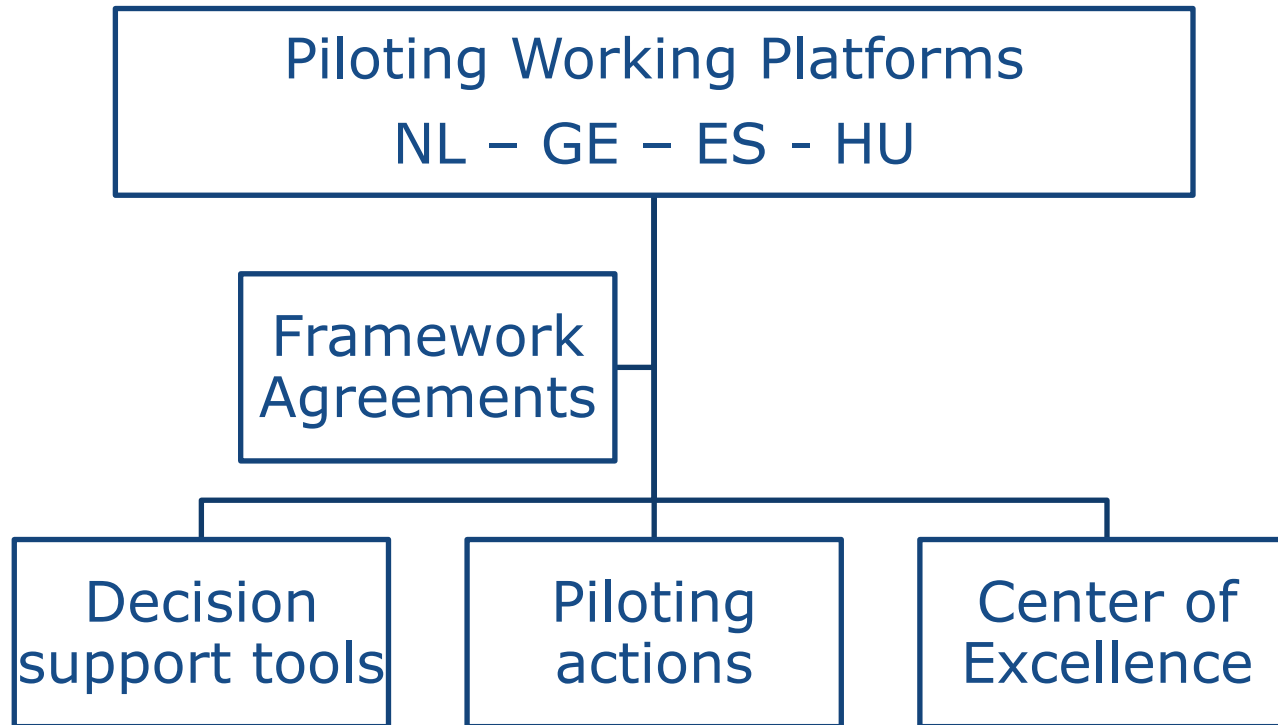 Piloting Working Platforms
NL – GE – ES - HU
Framework
Agreements
Decision
support tools
Piloting
actions
Center of
Excellence